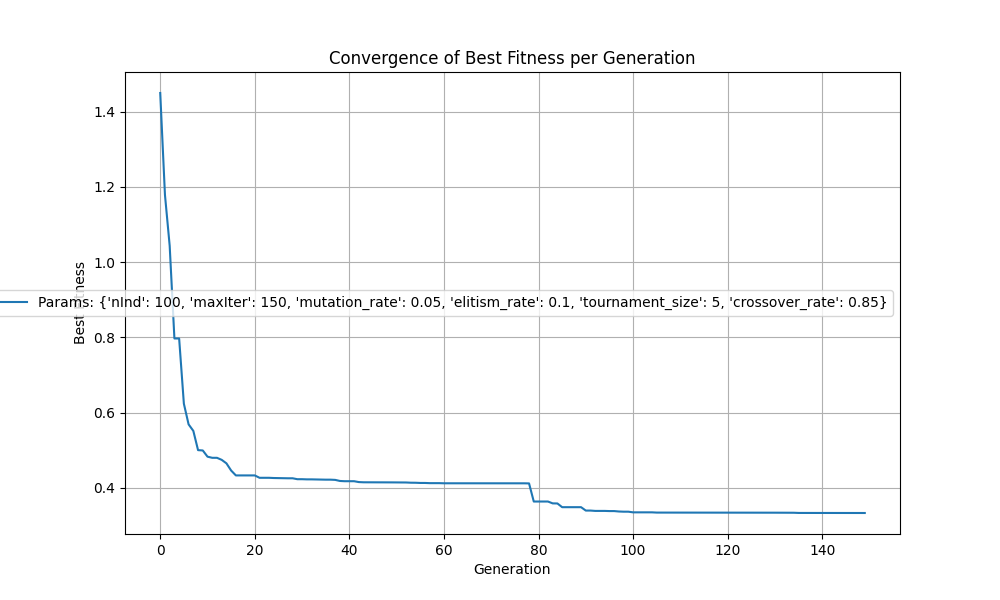 Convergence of Best Fitness per Generation
1.4
1.2
1.0
0.8
0.6
0.4
Best
Params: {'nInd': 100, 'maxIter': 150, 'mutation_rate': 0.05, 'elitism_rate': 0.1, 'tournament_size': 5, 'crossover_rate': 0.85}
0 20 40 60 80 100 120 140
Generation